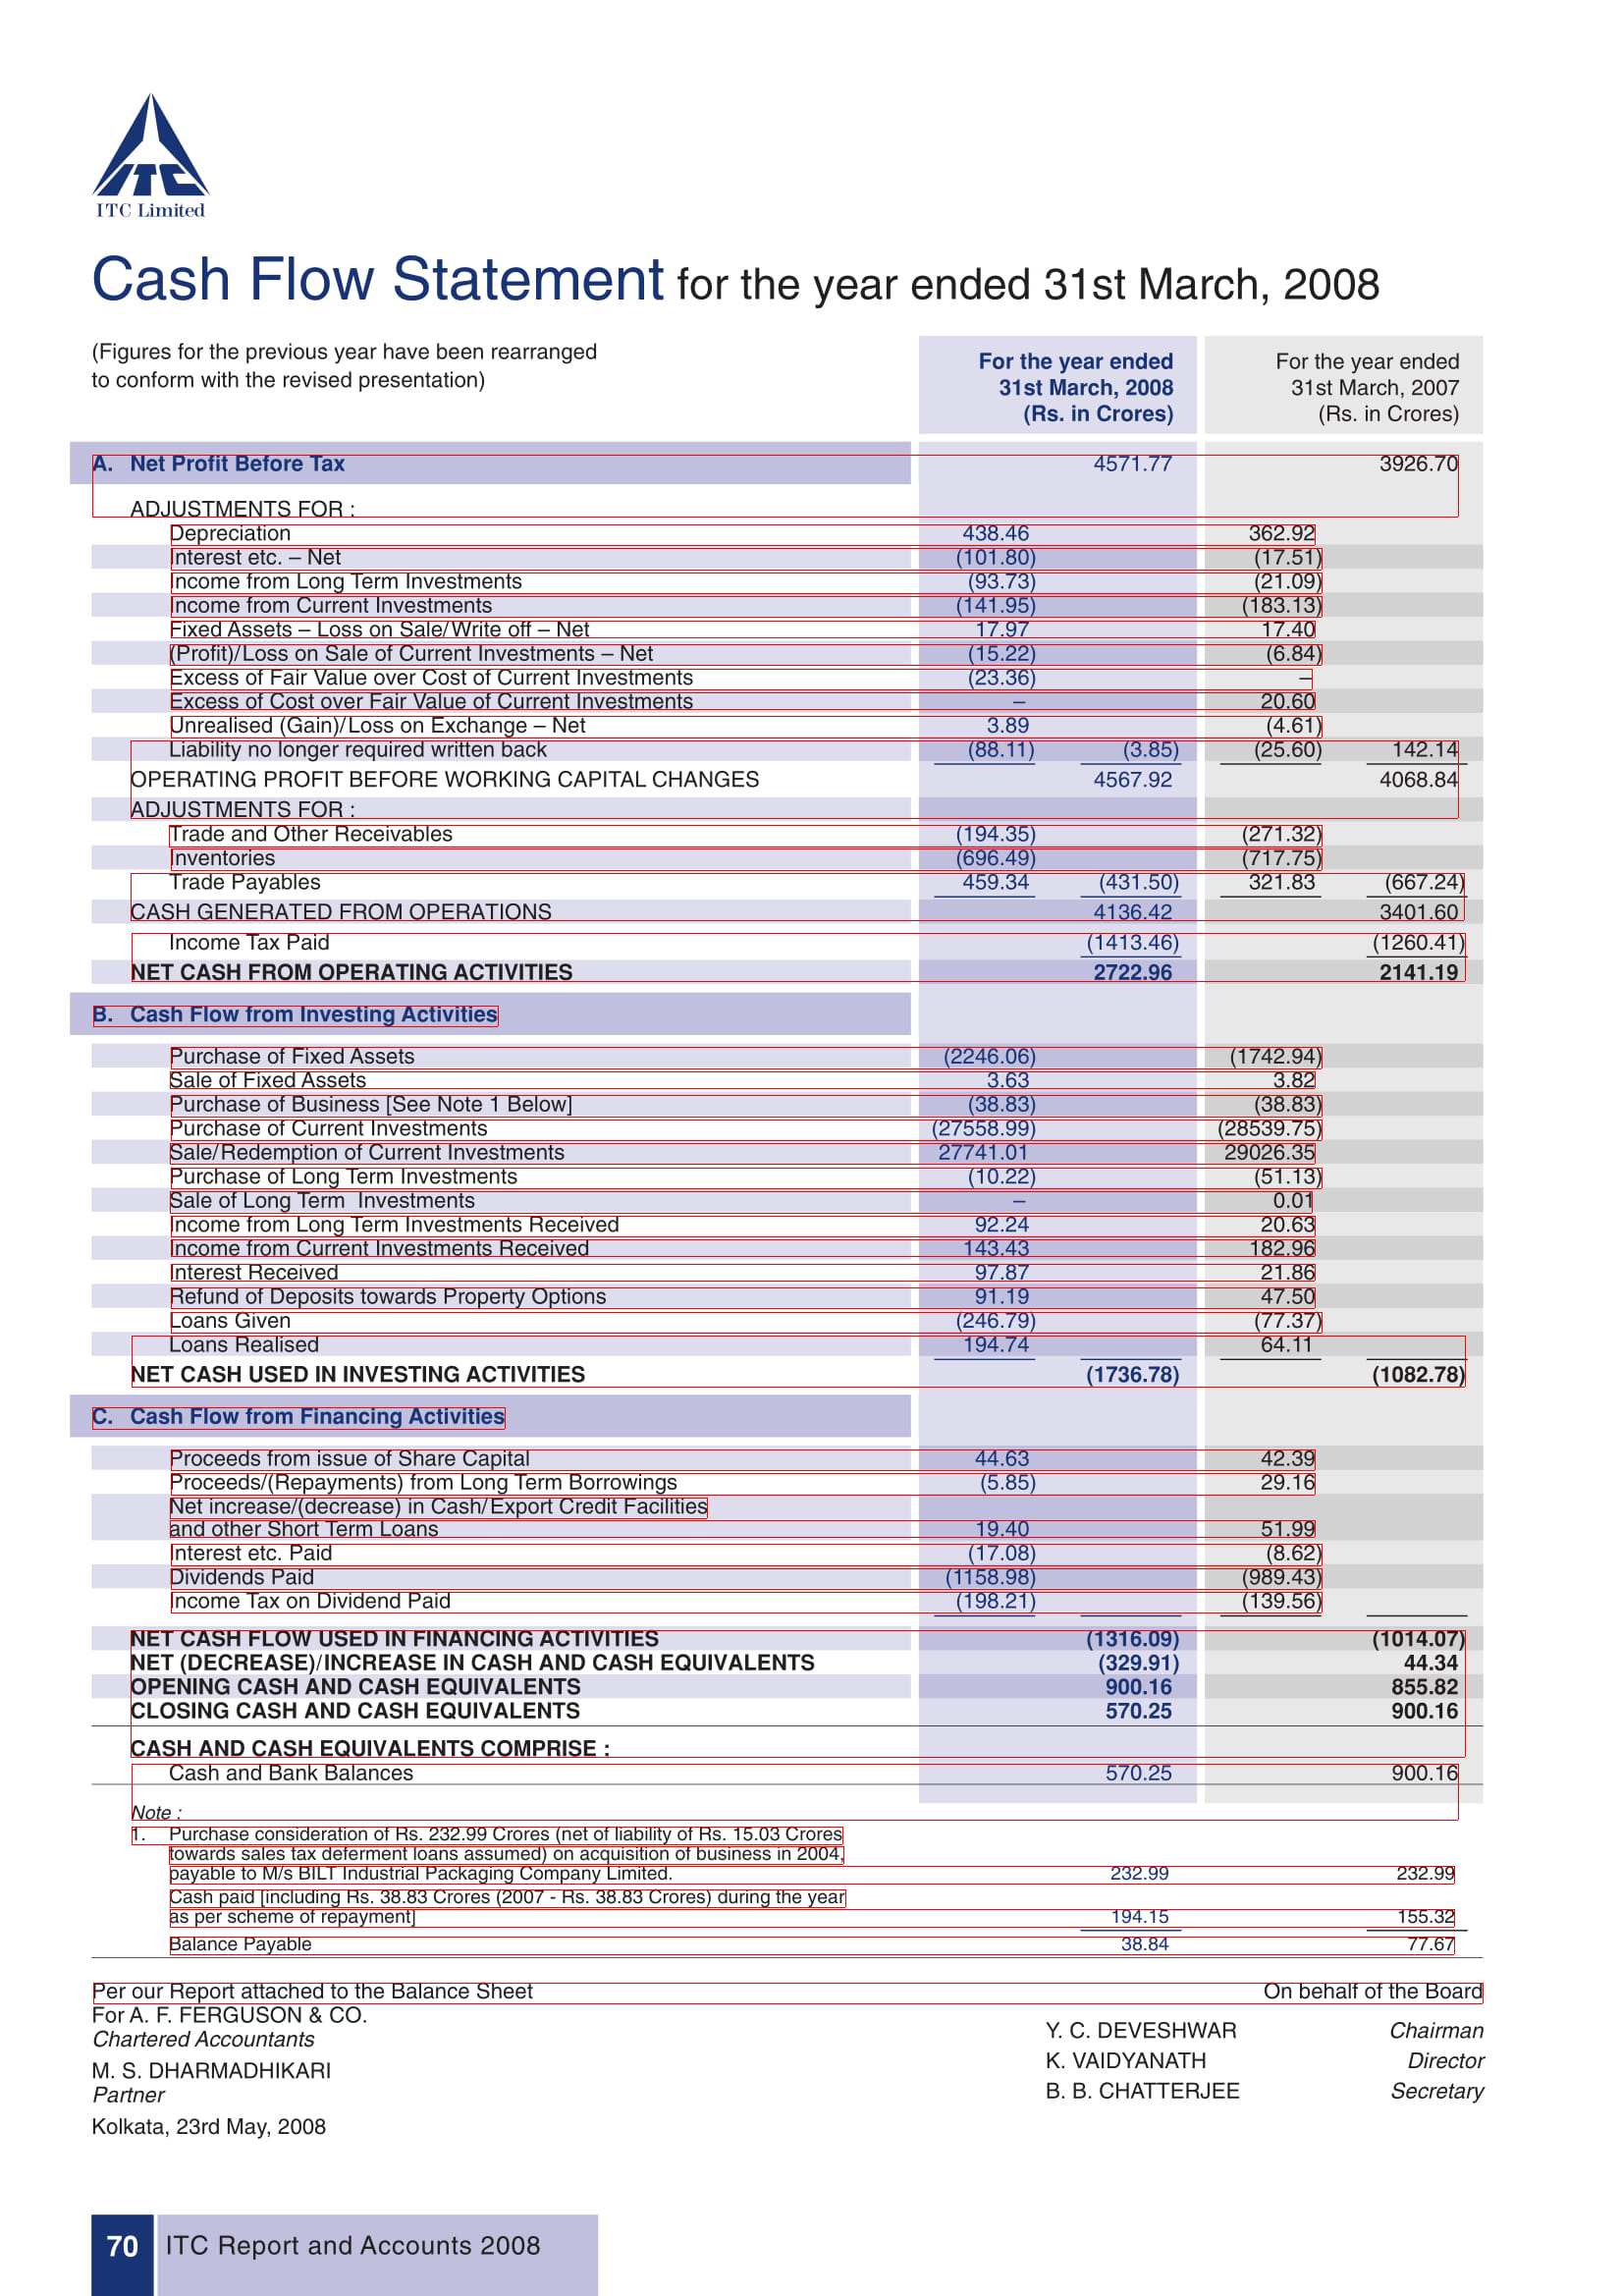 ITC Limited
Cash Flow Statement for the year ended 31st March, 2008
(Figures for the previous year have been rearranged
to conform with the revised presentation)
For the year ended
31st March, 2008
(Rs. in Crores)
For the year ended
31st March, 2007
(Rs. in Crores)
A. Net Profit Before Tax 4571.77 3926.70
ADJUSTMENTS FOR :
Depreciation 438.46 362.92
Interest etc. – Net (101.80) (17.51)
Income from Long Term Investments (93.73) (21.09)
Income from Current Investments (141.95) (183.13)
Fixed Assets – Loss on Sale/Write off – Net 17.97 17.40
(Profit)/Loss on Sale of Current Investments – Net (15.22) (6.84)
Excess of Fair Value over Cost of Current Investments (23.36) –
Excess of Cost over Fair Value of Current Investments – 20.60
Unrealised (Gain)/Loss on Exchange – Net 3.89 (4.61)
Liability no longer required written back (88.11) (3.85) (25.60) 142.14
OPERATING PROFIT BEFORE WORKING CAPITAL CHANGES 4567.92 4068.84
ADJUSTMENTS FOR :
Trade and Other Receivables (194.35) (271.32)
Inventories (696.49) (717.75)
Trade Payables 459.34 (431.50) 321.83 (667.24)
CASH GENERATED FROM OPERATIONS 4136.42 3401.60
Income Tax Paid (1413.46) (1260.41)
NET CASH FROM OPERATING ACTIVITIES 2722.96 2141.19
B. Cash Flow from Investing Activities
Purchase of Fixed Assets (2246.06) (1742.94)
Sale of Fixed Assets 3.63 3.82
Purchase of Business [See Note 1 Below] (38.83) (38.83)
Purchase of Current Investments (27558.99) (28539.75)
Sale/Redemption of Current Investments 27741.01 29026.35
Purchase of Long Term Investments (10.22) (51.13)
Sale of Long Term Investments – 0.01
Income from Long Term Investments Received 92.24 20.63
Income from Current Investments Received 143.43 182.96
Interest Received 97.87 21.86
Refund of Deposits towards Property Options 91.19 47.50
Loans Given (246.79) (77.37)
Loans Realised 194.74 64.11
NET CASH USED IN INVESTING ACTIVITIES (1736.78) (1082.78)
C. Cash Flow from Financing Activities
Proceeds from issue of Share Capital 44.63 42.39
Proceeds/(Repayments) from Long Term Borrowings (5.85) 29.16
Net increase/(decrease) in Cash/Export Credit Facilities
and other Short Term Loans 19.40 51.99
Interest etc. Paid (17.08) (8.62)
Dividends Paid (1158.98) (989.43)
Income Tax on Dividend Paid (198.21) (139.56)
NET CASH FLOW USED IN FINANCING ACTIVITIES (1316.09) (1014.07)
NET (DECREASE)/INCREASE IN CASH AND CASH EQUIVALENTS (329.91) 44.34
OPENING CASH AND CASH EQUIVALENTS 900.16 855.82
CLOSING CASH AND CASH EQUIVALENTS 570.25 900.16
CASH AND CASH EQUIVALENTS COMPRISE :
Cash and Bank Balances 570.25 900.16
Note :
1. Purchase consideration of Rs. 232.99 Crores (net of liability of Rs. 15.03 Crores
towards sales tax deferment loans assumed) on acquisition of business in 2004,
payable to M/s BILT Industrial Packaging Company Limited. 232.99 232.99
Cash paid [including Rs. 38.83 Crores (2007 - Rs. 38.83 Crores) during the year
as per scheme of repayment] 194.15 155.32
Balance Payable 38.84 77.67
Per our Report attached to the Balance Sheet On behalf of the Board
For A. F. FERGUSON & CO.
Chartered Accountants
M. S. DHARMADHIKARI
Partner
Kolkata, 23rd May, 2008
Y. C. DEVESHWAR Chairman
K. VAIDYANATH Director
B. B. CHATTERJEE Secretary
70 ITC Report and Accounts 2008